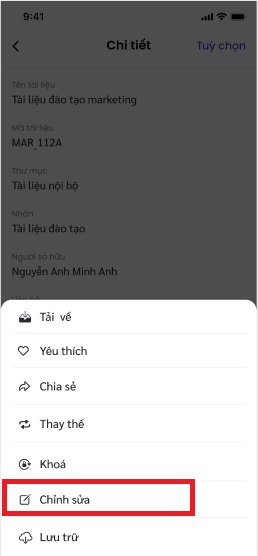 9:41
Chi tiết
Tuỳ chọn
Tên tài liệu
Tài liệu đào tạo marketing
Mã tài liệu
MAR_112A
Thư mục
Tài liệu nội bộ
Nhãn
Tài liệu đào tạo
Người sở hữu
Nguyễn Anh Minh Anh
Tải về
Yêu thích
Chia sẻ
Thay thế
Khoá
Chỉnh sửa
Lưu trữ